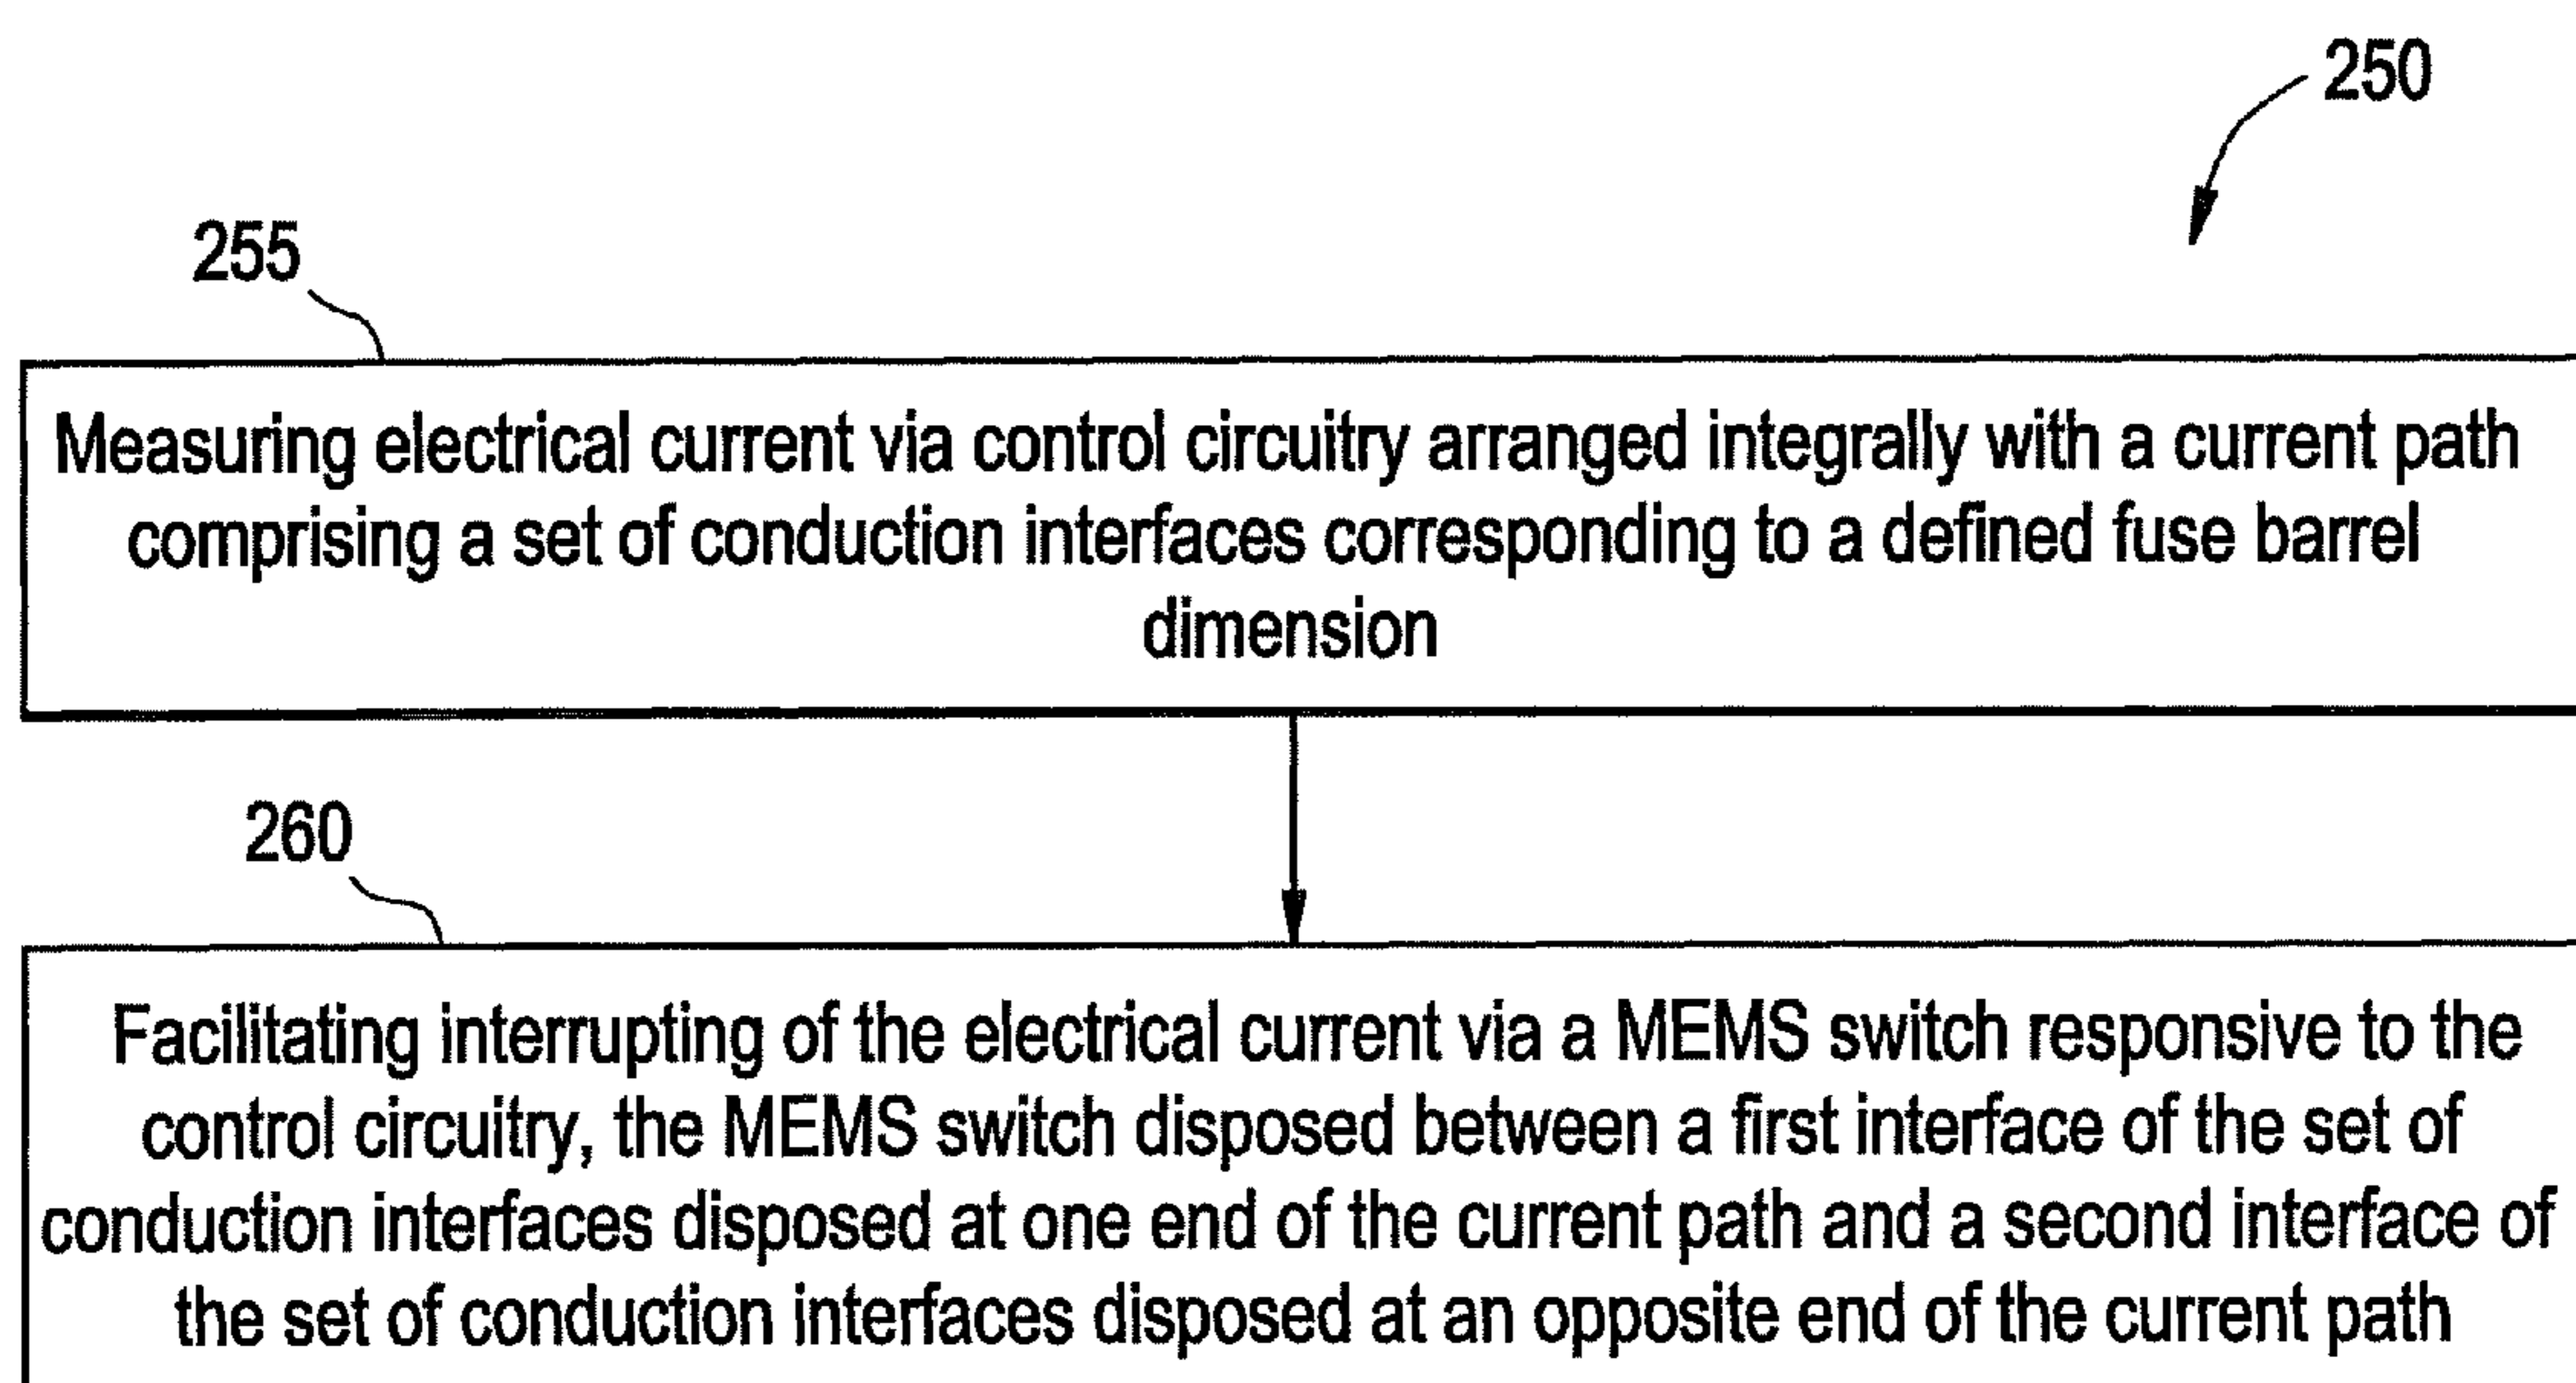 250
255
Measuring electrical current via control circuitry arranged integrally with a current path
comprising a set of conduction interfaces corresponding to a defined fuse barrel
dimension
260
Facilitating interrupting of the electrical current via a MEMS switch responsive to the
control circuitry, the MEMS switch disposed between a first interface of the set of
conduction interfaces disposed at one end of the current path and a second interface of
the set of conduction interfaces disposed at an opposite end of the current path